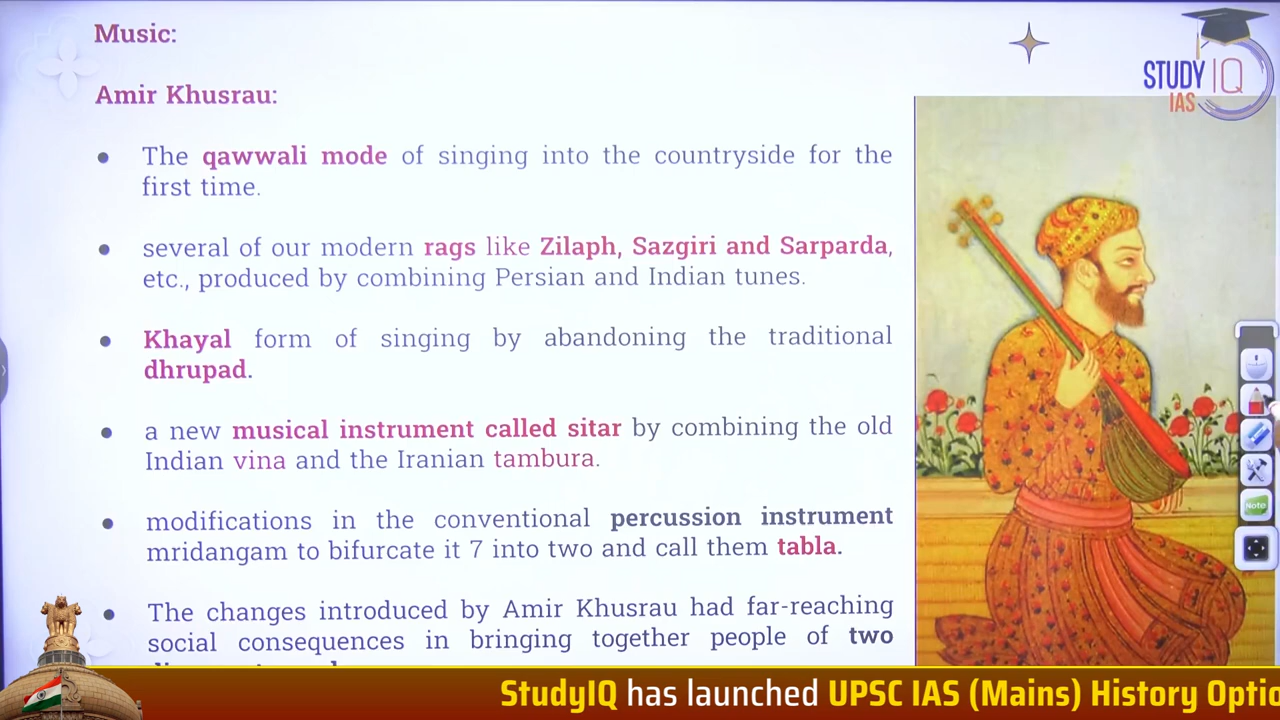 Music:
STUDY IQ
IAS
Amir Khusrau:
● The qawwali mode of singing into the countryside for the
first time.
● several of our modern rags like Zilaph, Sazgiri and Sarparda,
etc., produced by combining Persian and Indian tunes.
● Khayal form of singing by abandoning the traditional
dhrupad.
● a new musical instrument called sitar by combining the old
Indian vina and the Iranian tambura.
● modifications in the conventional percussion instrument
mridangam to bifurcate it 7 into two and call them tabla.
● The changes introduced by Amir Khusrau had far-reaching
social consequences in bringing together people of two
Note
StudyIQ has launched UPSC IAS (Mains) History Optio